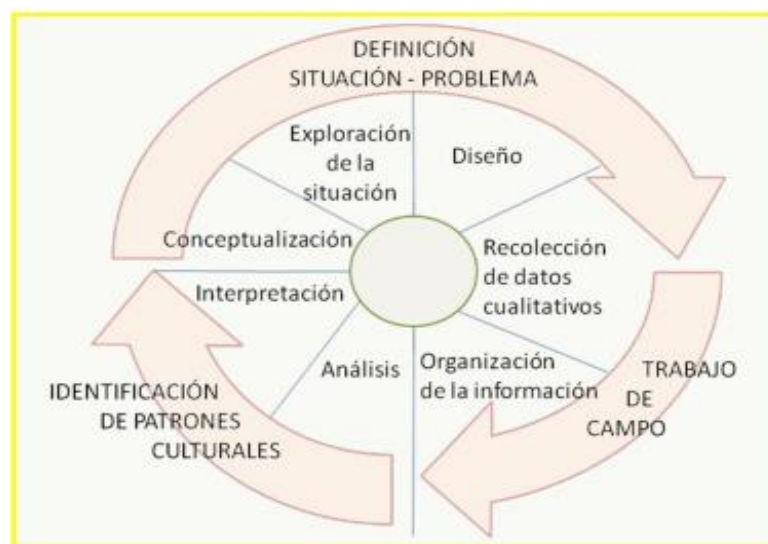 DEFINICIÓN
SITUACIÓN - PROBLEMA
Exploración
de la
situación
Diseño
Conceptualización
Recolección
de datos
cualitativos
Interpretación
Análisis
Organización
de la información
TRABAJO
DE
CAMPO
IDENTIFICACIÓN
DE PATRONES
CULTURALES